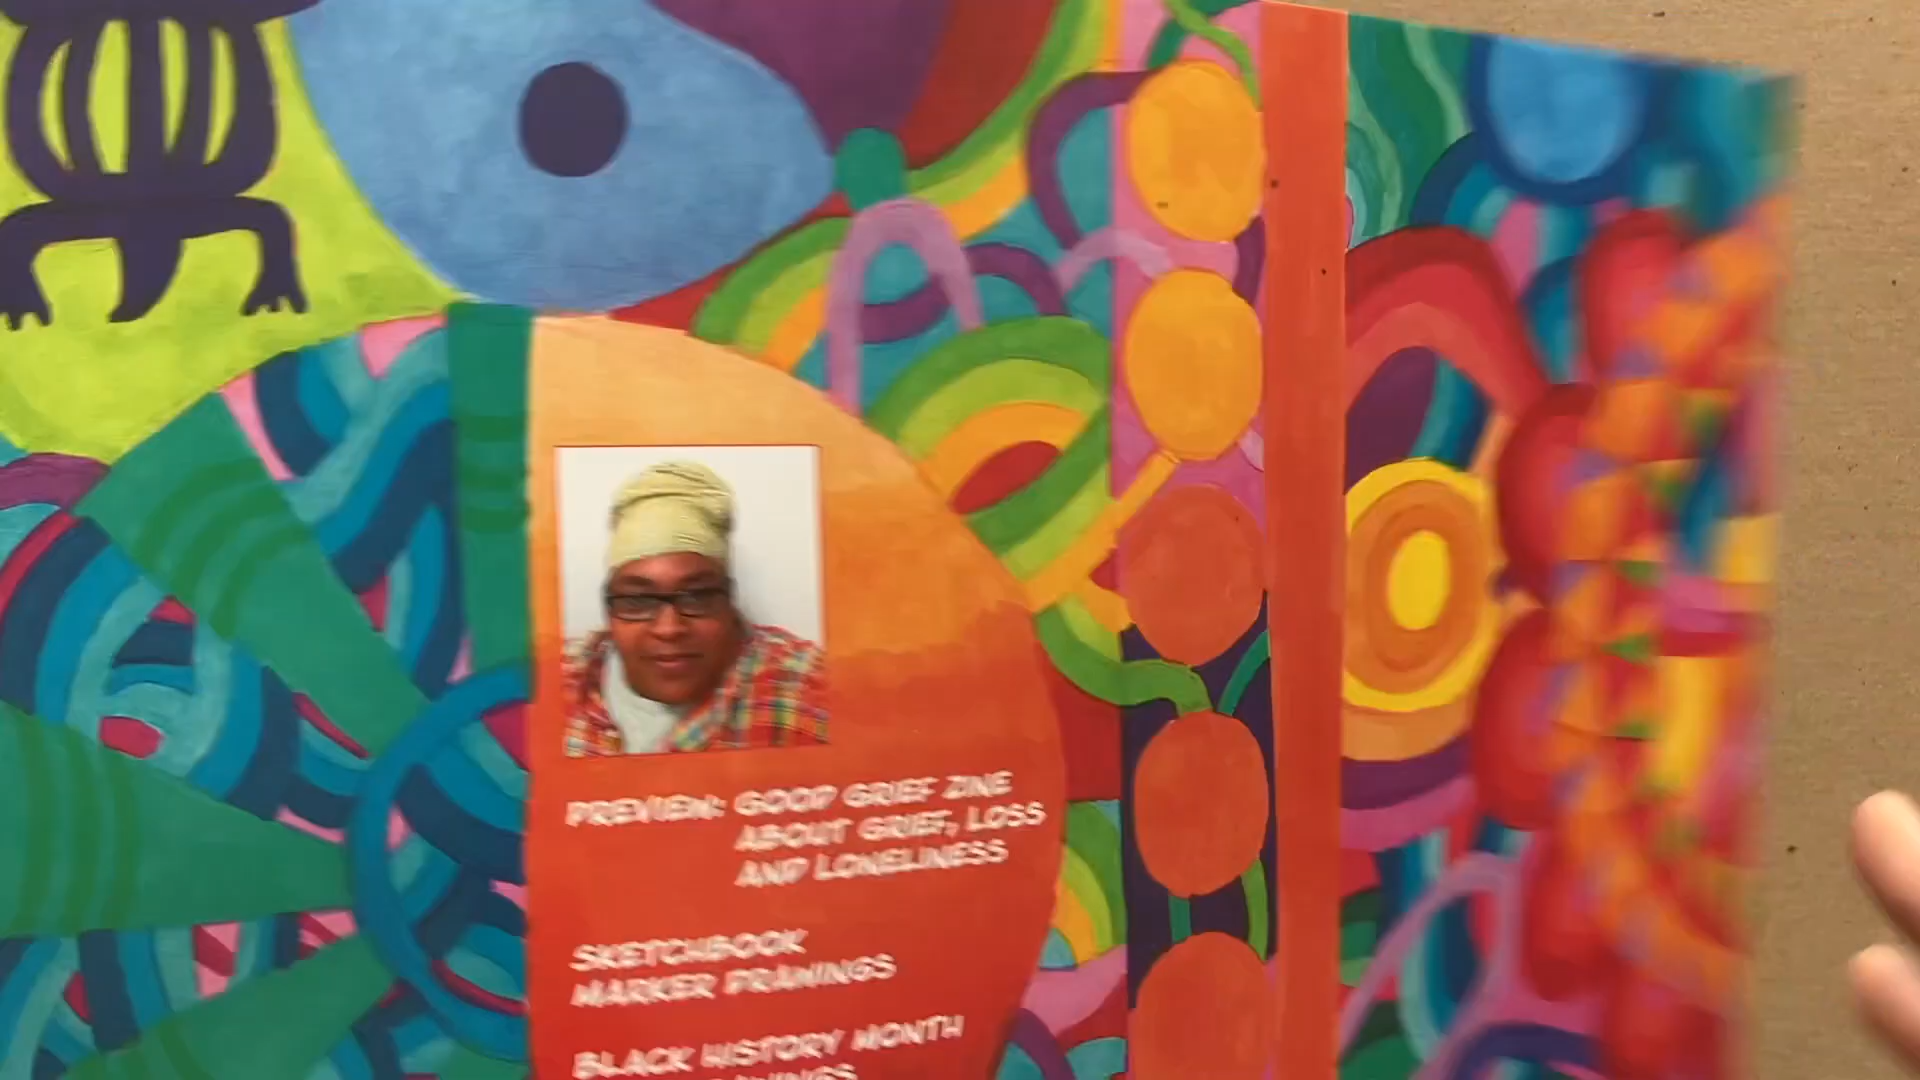 PREVIEW: GOOD GRIEF ZINE
ABOUT GRIEF, LOSS
AND LONELINESS
SKETCHBOOK
MARKER DRAWINGS
BLACK HISTORY MONTH